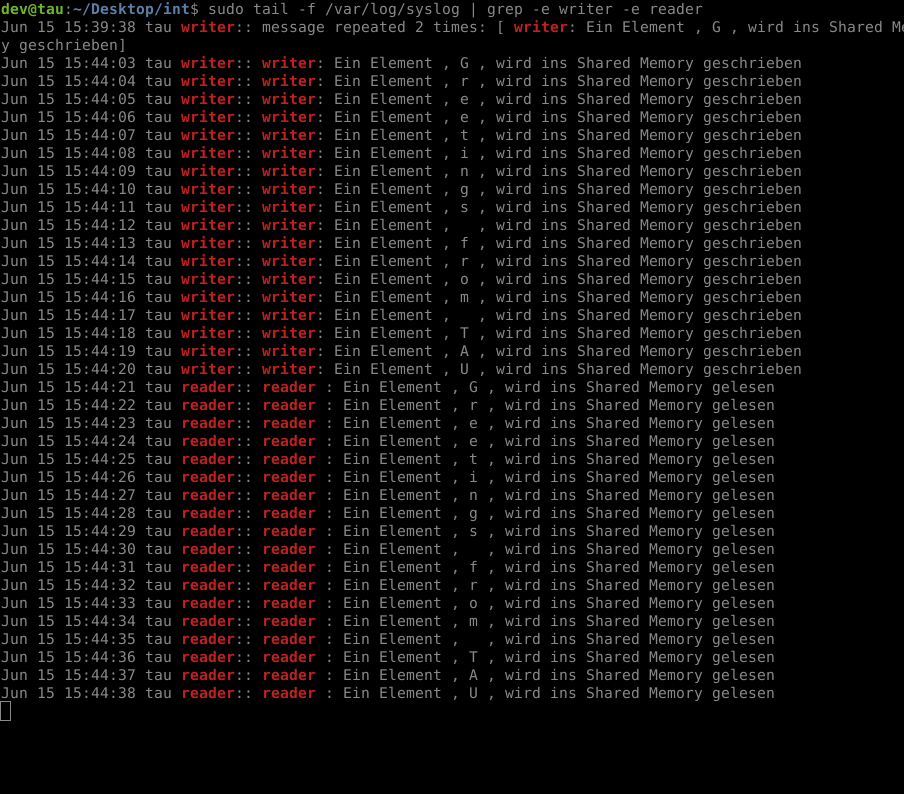 dev@tau:~/Desktop/int$ sudo tail -f /var/log/syslog | grep -e writer -e reader
Jun 15 15:39:38 tau writer:: message repeated 2 times: [ writer: Ein Element , G , wird ins Shared Me
y geschrieben]
Jun 15 15:44:03 tau writer:: writer: Ein Element , G , wird ins Shared Memory geschrieben
Jun 15 15:44:04 tau writer:: writer: Ein Element , r , wird ins Shared Memory geschrieben
Jun 15 15:44:05 tau writer:: writer: Ein Element , e , wird ins Shared Memory geschrieben
Jun 15 15:44:06 tau writer:: writer: Ein Element , e , wird ins Shared Memory geschrieben
Jun 15 15:44:07 tau writer:: writer: Ein Element , t , wird ins Shared Memory geschrieben
Jun 15 15:44:08 tau writer:: writer: Ein Element , i , wird ins Shared Memory geschrieben
Jun 15 15:44:09 tau writer:: writer: Ein Element , n , wird ins Shared Memory geschrieben
Jun 15 15:44:10 tau writer:: writer: Ein Element , g , wird ins Shared Memory geschrieben
Jun 15 15:44:11 tau writer:: writer: Ein Element , s , wird ins Shared Memory geschrieben
Jun 15 15:44:12 tau writer:: writer: Ein Element ,   , wird ins Shared Memory geschrieben
Jun 15 15:44:13 tau writer:: writer: Ein Element , f , wird ins Shared Memory geschrieben
Jun 15 15:44:14 tau writer:: writer: Ein Element , r , wird ins Shared Memory geschrieben
Jun 15 15:44:15 tau writer:: writer: Ein Element , o , wird ins Shared Memory geschrieben
Jun 15 15:44:16 tau writer:: writer: Ein Element , m , wird ins Shared Memory geschrieben
Jun 15 15:44:17 tau writer:: writer: Ein Element ,   , wird ins Shared Memory geschrieben
Jun 15 15:44:18 tau writer:: writer: Ein Element , T , wird ins Shared Memory geschrieben
Jun 15 15:44:19 tau writer:: writer: Ein Element , A , wird ins Shared Memory geschrieben
Jun 15 15:44:20 tau writer:: writer: Ein Element , U , wird ins Shared Memory geschrieben
Jun 15 15:44:21 tau reader:: reader : Ein Element , G , wird ins Shared Memory gelesen
Jun 15 15:44:22 tau reader:: reader : Ein Element , r , wird ins Shared Memory gelesen
Jun 15 15:44:23 tau reader:: reader : Ein Element , e , wird ins Shared Memory gelesen
Jun 15 15:44:24 tau reader:: reader : Ein Element , e , wird ins Shared Memory gelesen
Jun 15 15:44:25 tau reader:: reader : Ein Element , t , wird ins Shared Memory gelesen
Jun 15 15:44:26 tau reader:: reader : Ein Element , i , wird ins Shared Memory gelesen
Jun 15 15:44:27 tau reader:: reader : Ein Element , n , wird ins Shared Memory gelesen
Jun 15 15:44:28 tau reader:: reader : Ein Element , g , wird ins Shared Memory gelesen
Jun 15 15:44:29 tau reader:: reader : Ein Element , s , wird ins Shared Memory gelesen
Jun 15 15:44:30 tau reader:: reader : Ein Element ,   , wird ins Shared Memory gelesen
Jun 15 15:44:31 tau reader:: reader : Ein Element , f , wird ins Shared Memory gelesen
Jun 15 15:44:32 tau reader:: reader : Ein Element , r , wird ins Shared Memory gelesen
Jun 15 15:44:33 tau reader:: reader : Ein Element , o , wird ins Shared Memory gelesen
Jun 15 15:44:34 tau reader:: reader : Ein Element , m , wird ins Shared Memory gelesen
Jun 15 15:44:35 tau reader:: reader : Ein Element ,   , wird ins Shared Memory gelesen
Jun 15 15:44:36 tau reader:: reader : Ein Element , T , wird ins Shared Memory gelesen
Jun 15 15:44:37 tau reader:: reader : Ein Element , A , wird ins Shared Memory gelesen
Jun 15 15:44:38 tau reader:: reader : Ein Element , U , wird ins Shared Memory gelesen